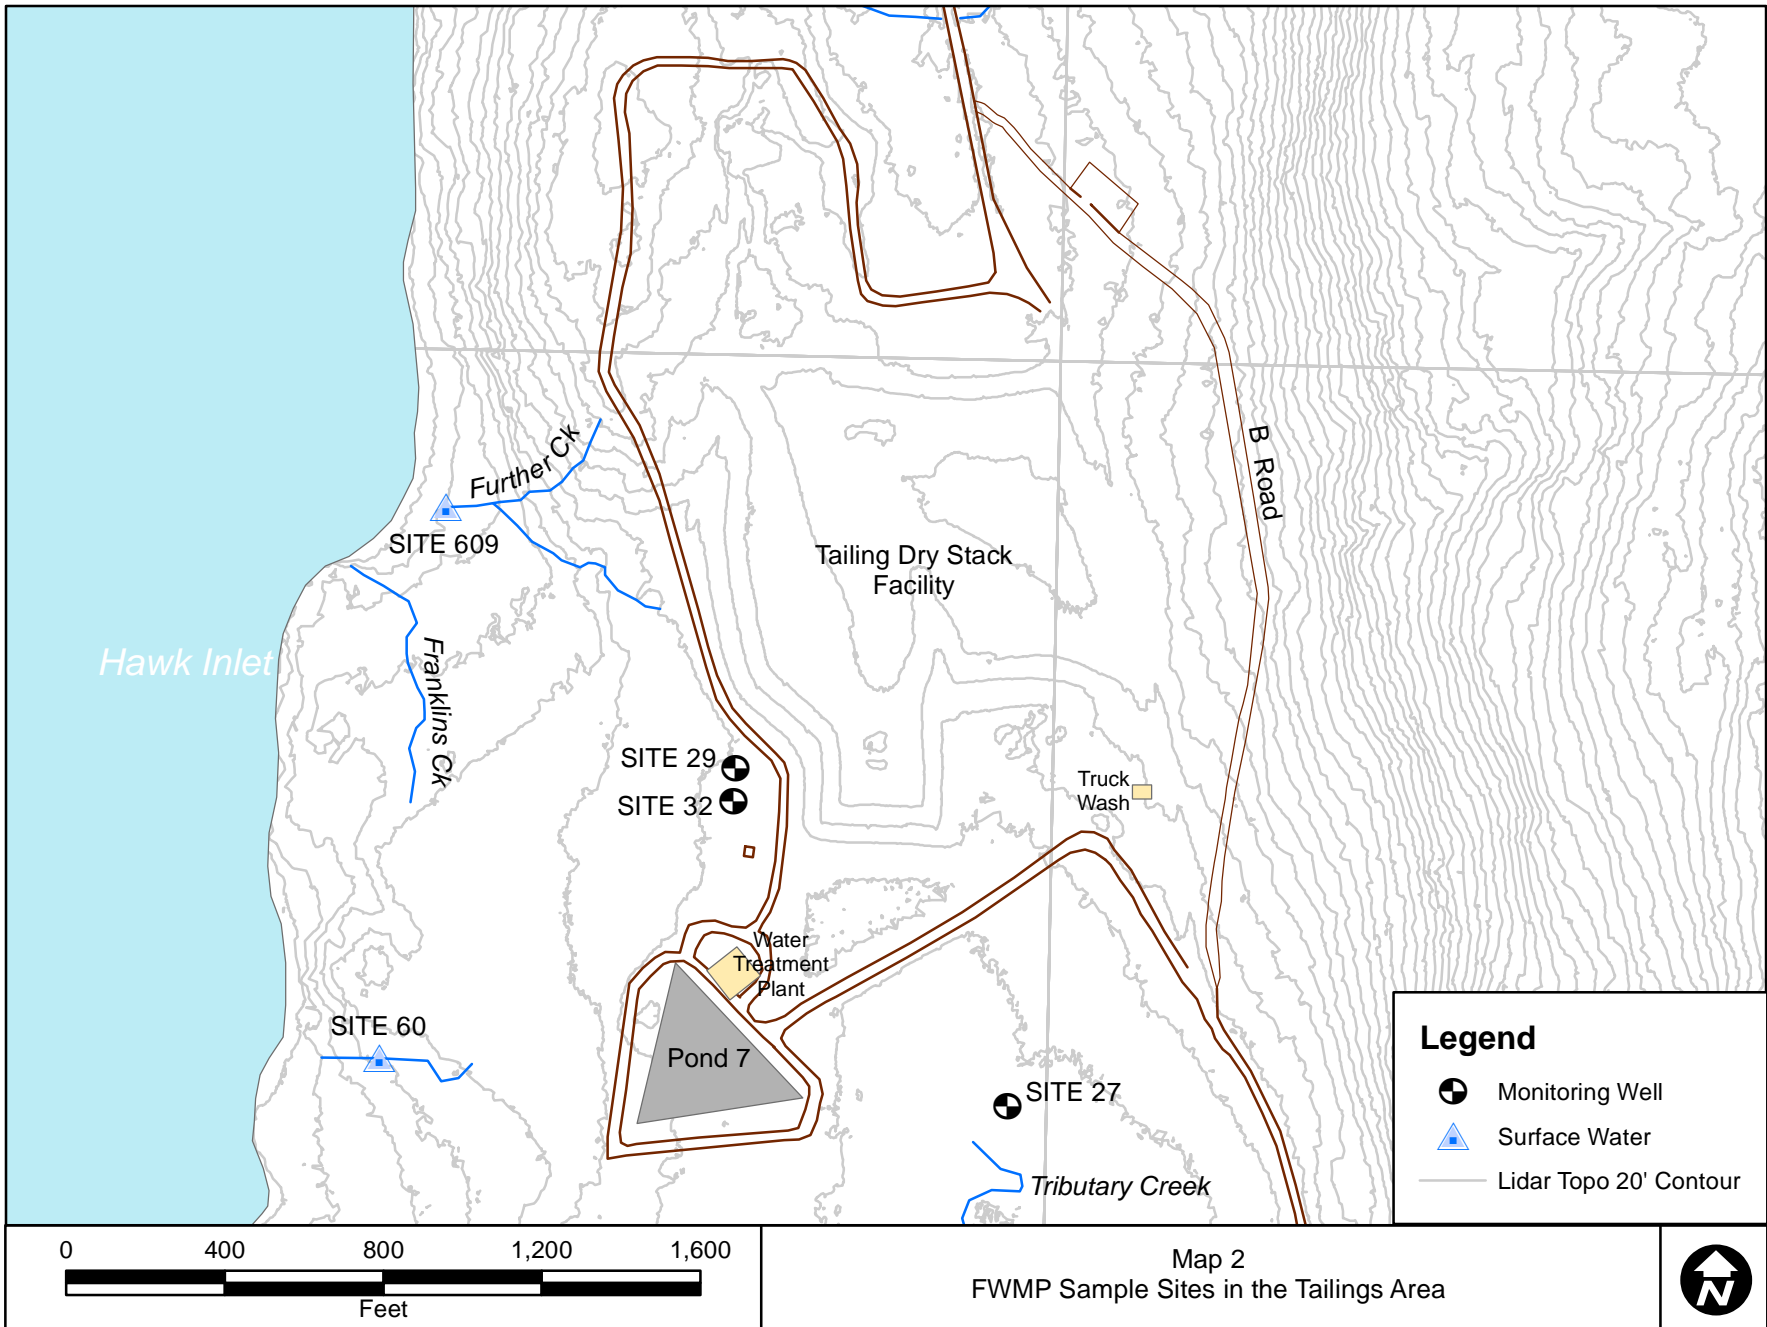 Further Ck
SITE 609
B Road
Tailing Dry Stack
Facility
Hawk Inlet
Franklins Ck
SITE 29
SITE 32
Truck
Wash
Water
Treatment
Plant
SITE 60
Pond 7
SITE 27
Tributary Creek
Legend
Monitoring Well
Surface Water
Lidar Topo 20' Contour
0 400 800 1,200 1,600
Feet
Map 2
FWMP Sample Sites in the Tailings Area
N